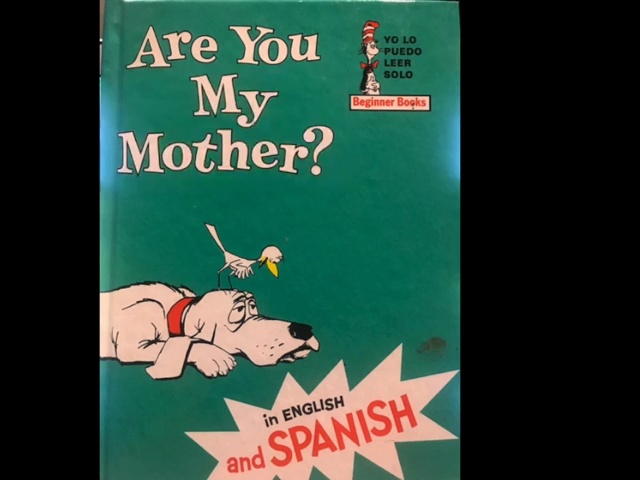 Are You
My
Mother?
YO LO
PUEDO
LEER
SOLO
Beginner Books
in ENGLISH
and SPANISH